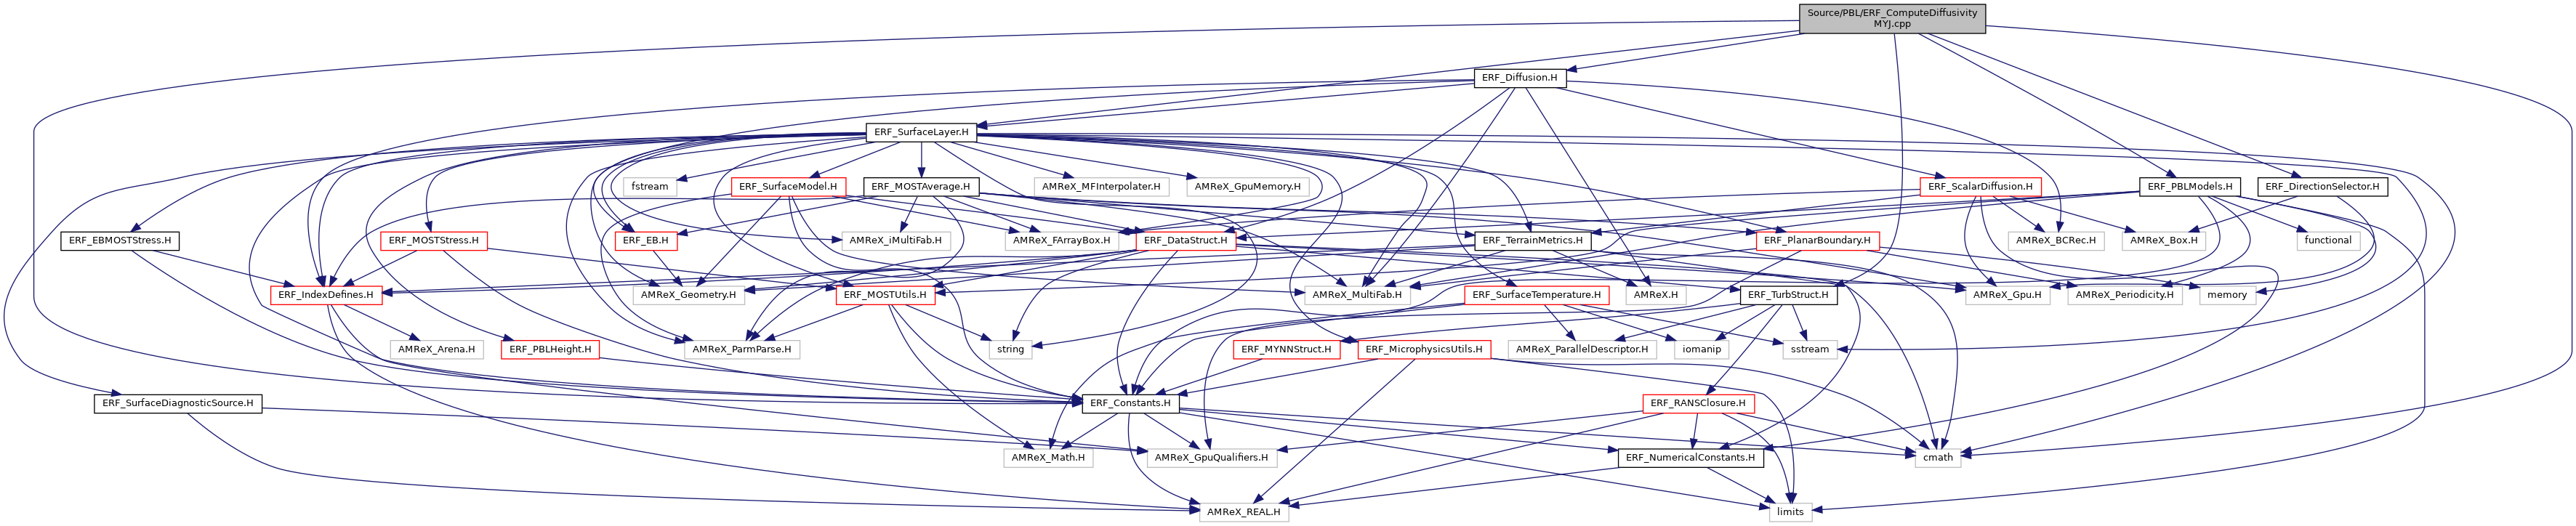 Source/PBL/ERF_ComputeDiffusivity
MYJ.cpp
ERF_Diffusion.H
ERF_SurfaceLayer.H
fstream
ERF_SurfaceModel.H
ERF_MOSTAverage.H
AMReX_MFInterpolater.H
AMReX_GpuMemory.H
ERF_ScalarDiffusion.H
ERF_PBLModels.H
ERF_DirectionSelector.H
ERF_EBMOSTStress.H
ERF_MOSTStress.H
ERF_EB.H
AMReX_iMultiFab.H
AMReX_FArrayBox.H
ERF_DataStruct.H
ERF_TerrainMetrics.H
ERF_PlanarBoundary.H
AMReX_BCRec.H
AMReX_Box.H
functional
ERF_IndexDefines.H
AMReX_Geometry.H
ERF_MOSTUtils.H
AMReX_MultiFab.H
ERF_SurfaceTemperature.H
AMReX.H
ERF_TurbStruct.H
AMReX_Gpu.H
AMReX_Periodicity.H
memory
AMReX_Arena.H
ERF_PBLHeight.H
AMReX_ParmParse.H
string
ERF_MYNNStruct.H
ERF_MicrophysicsUtils.H
AMReX_ParallelDescriptor.H
iomanip
sstream
ERF_SurfaceDiagnosticSource.H
ERF_Constants.H
ERF_RANSClosure.H
AMReX_Math.H
AMReX_GpuQualifiers.H
ERF_NumericalConstants.H
cmath
AMReX_REAL.H
limits